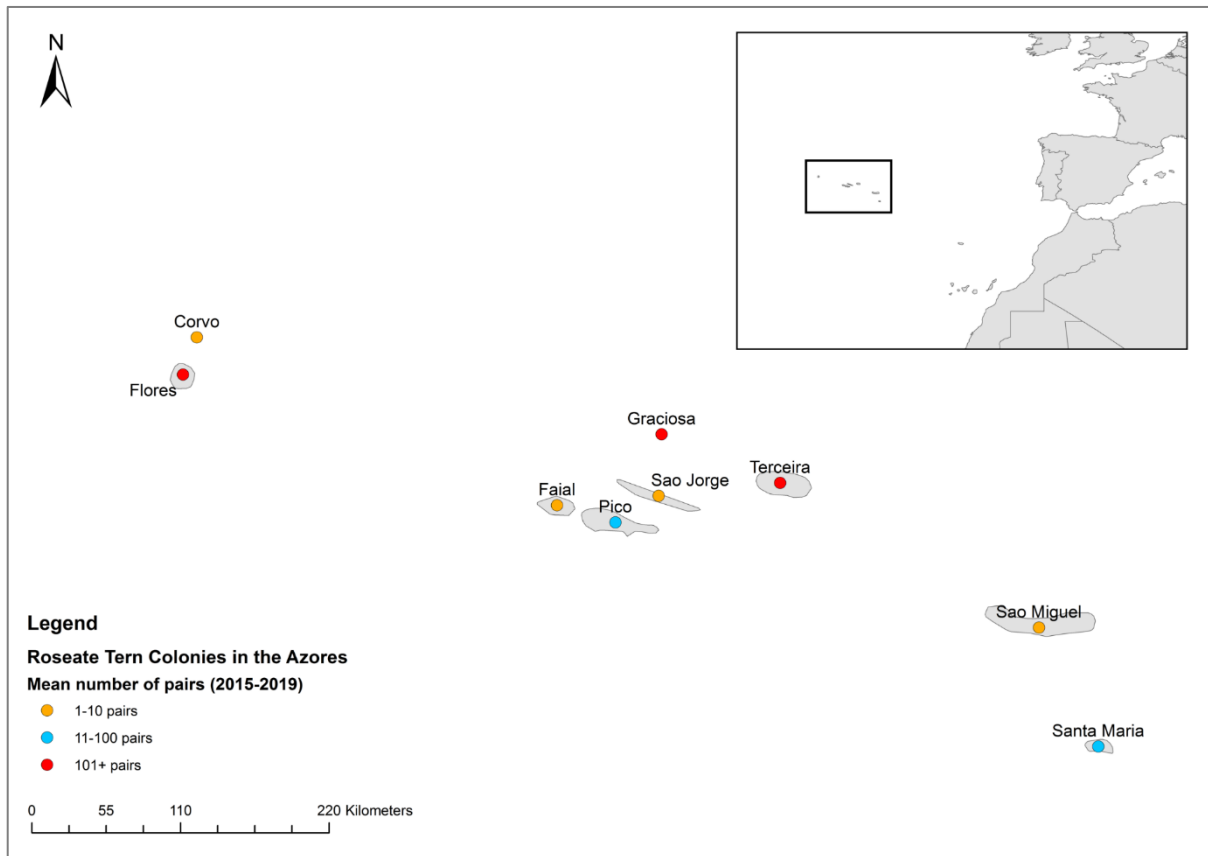 N
Corvo
Flores
Graciosa
Terceira
Sao Jorge
Faial
Pico
Sao Miguel
Santa Maria
Legend
Roseate Tern Colonies in the Azores
Mean number of pairs (2015-2019)
1-10 pairs
11-100 pairs
101+ pairs
0 55 110 220 Kilometers